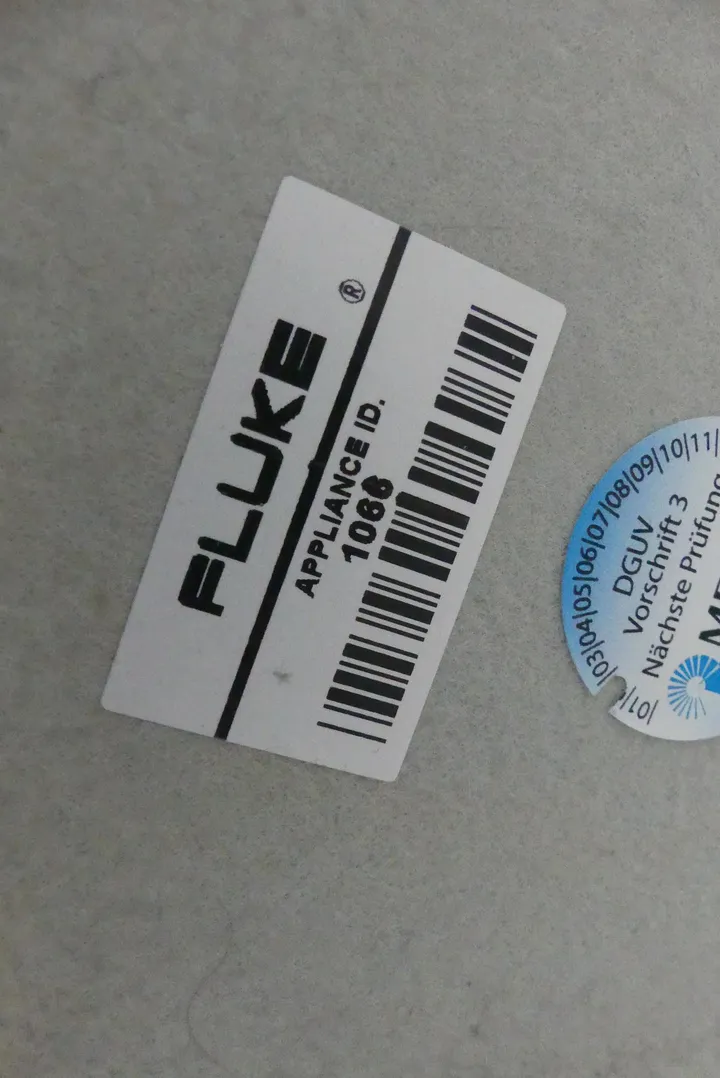 FLUKE ®
APPLIANCE ID.
1066
01/
/03/04/05/06/07/08/09/10/11/
DGUV
Vorschrift 3
Nächste Prüfung